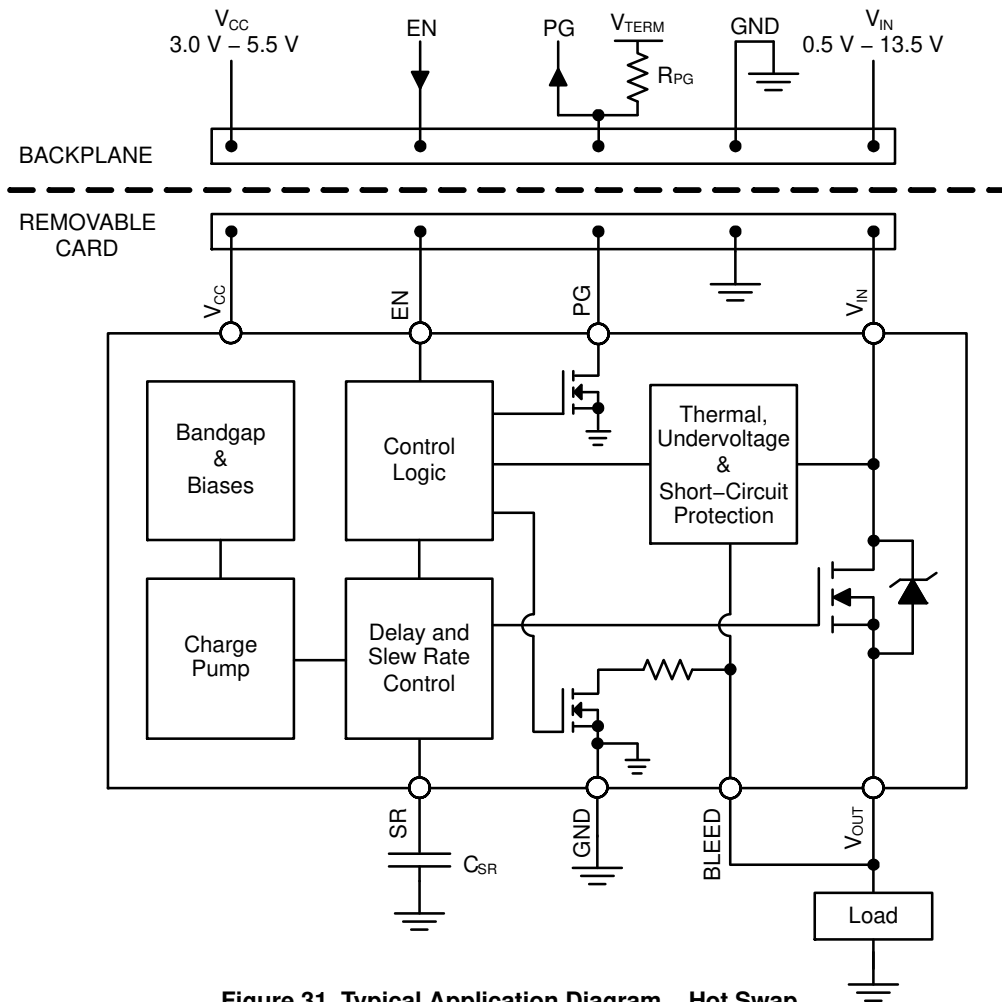 VCC
3.0 V − 5.5 V
EN
PG
VTERM
RPG
GND
VIN
0.5 V − 13.5 V
BACKPLANE
REMOVABLE
CARD
VCC
EN
PG
VIN
Bandgap
&
Biases
Control
Logic
Thermal,
Undervoltage
&
Short−Circuit
Protection
Charge
Pump
Delay and
Slew Rate
Control
SR
GND
BLEED
VOUT
CSR
Load
Figure 31. Typical Application Diagram − Hot Swap